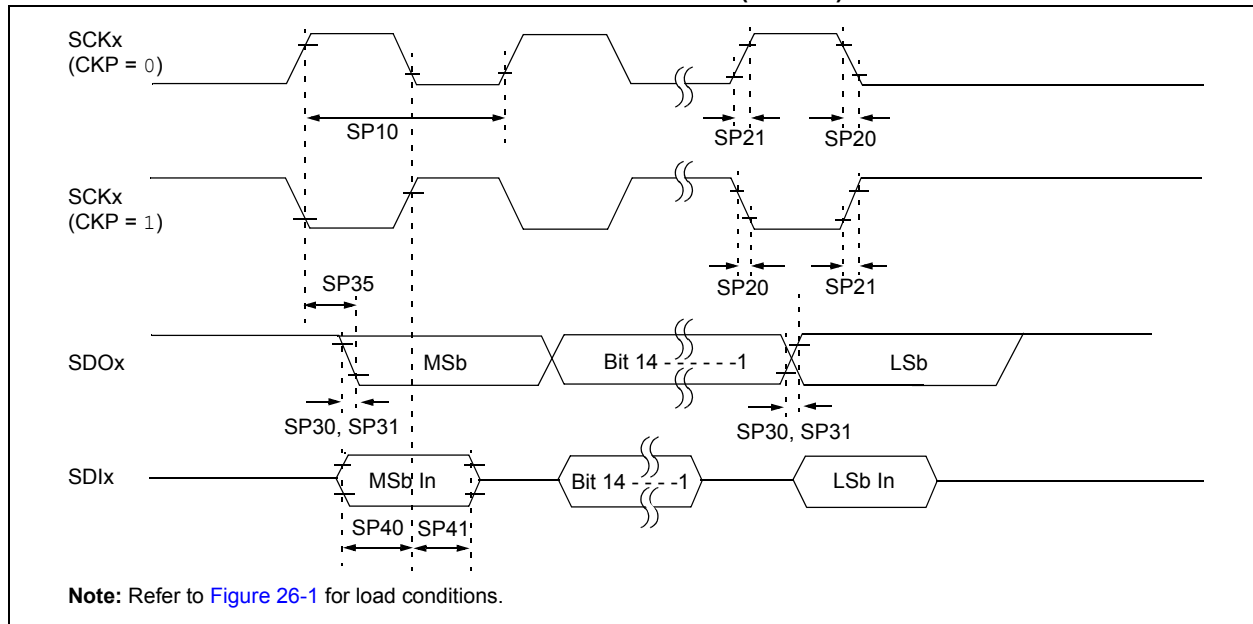 SCKx
(CKP = 0)
SP10
SP21
SP20
SCKx
(CKP = 1)
SP35
SP20
SP21
SDOx
MSb
Bit 14 - - - - - -1
LSb
SP30, SP31
SP30, SP31
SDIx
MSb In
Bit 14 - - - -1
LSb In
SP40
SP41
Note: Refer to Figure 26-1 for load conditions.